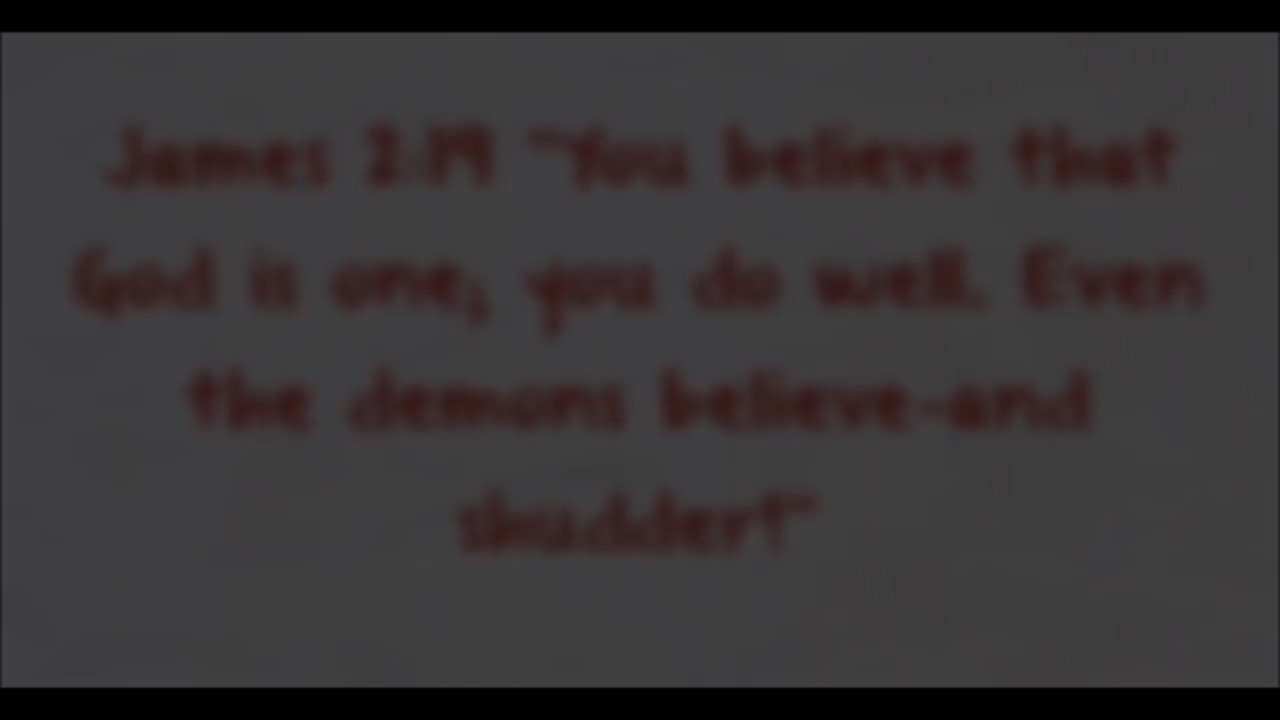 James 2:19 "You believe that
God is one; you do well. Even
the demons believe-and
shudder!"